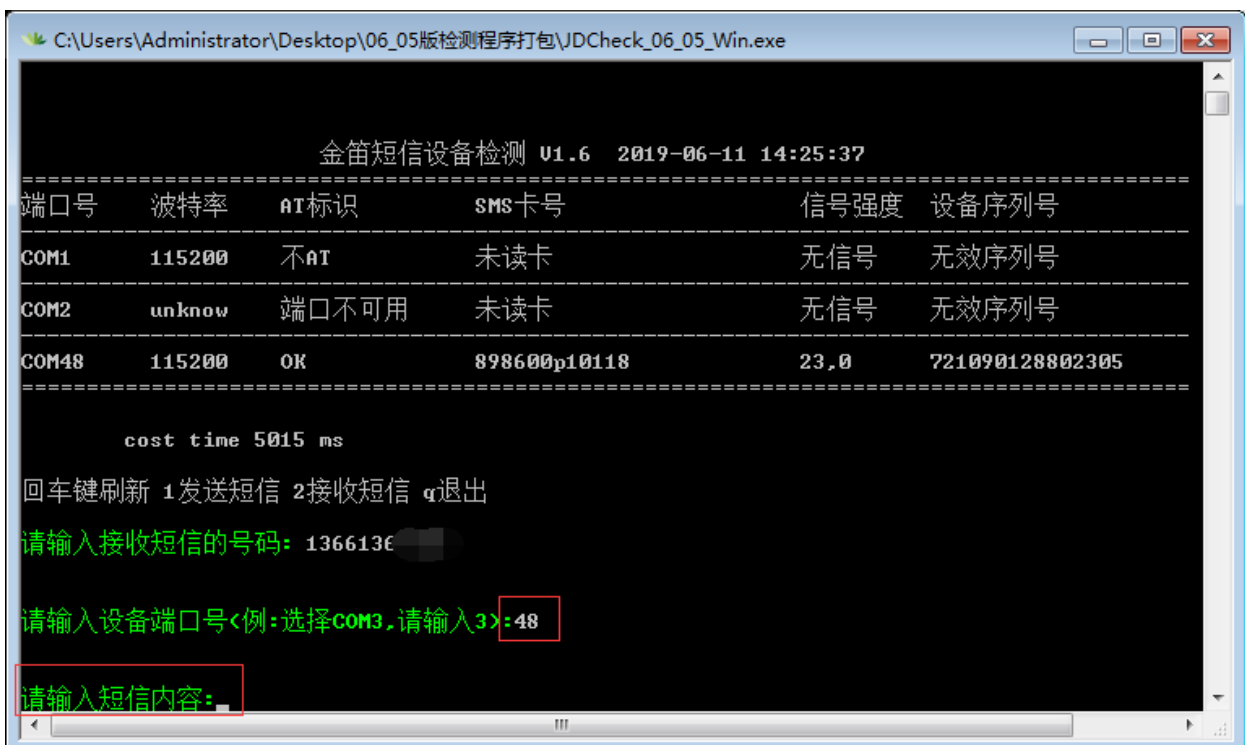 C:\Users\Administrator\Desktop\06_05版检测程序打包\JDCheck_06_05_Win.exe
金笛短信设备检测 V1.6 2019-06-11 14:25:37
端口号 波特率 AT标识 SMS卡号 信号强度 设备序列号
COM1 115200 不AT 未读卡 无信号 无效序列号
COM2 unknow 端口不可用 未读卡 无信号 无效序列号
COM48 115200 OK 898600p10118 23,0 721090128802305
cost time 5015 ms
回车键刷新 1发送短信 2接收短信 q退出
请输入接收短信的号码: 1366136
请输入设备端口号<例:选择COM3,请输入3>:48
请输入短信内容: